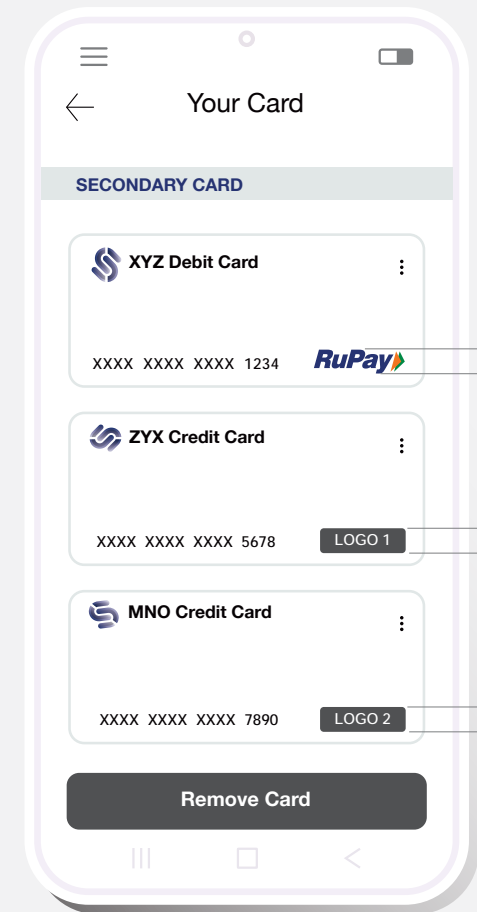 Your Card
SECONDARY CARD
XYZ Debit Card
XXXX XXXX XXXX 1234 RuPay
ZYX Credit Card
XXXX XXXX XXXX 5678 LOGO 1
MNO Credit Card
XXXX XXXX XXXX 7890 LOGO 2
Remove Card